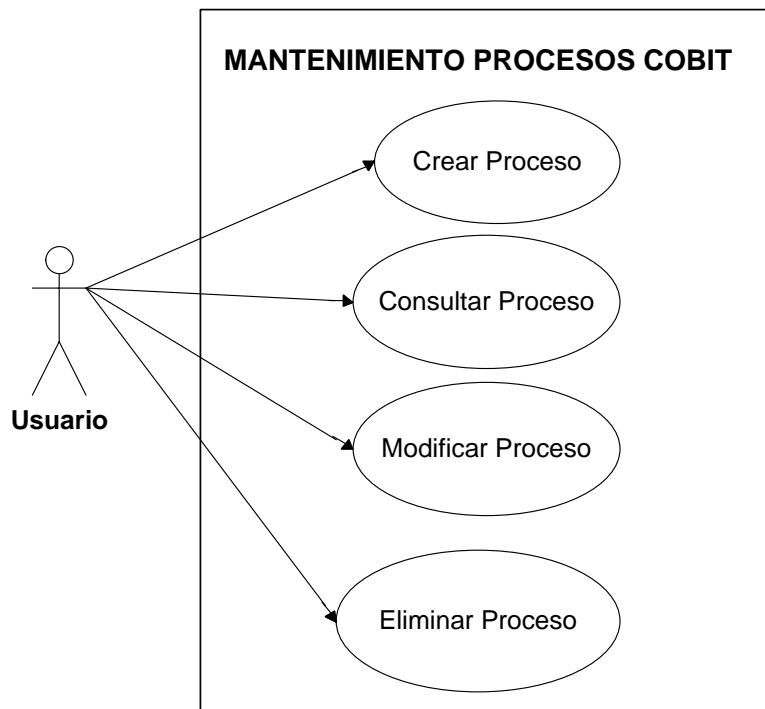 MANTENIMIENTO PROCESOS COBIT
Crear Proceso
Consultar Proceso
Modificar Proceso
Usuario
Eliminar Proceso